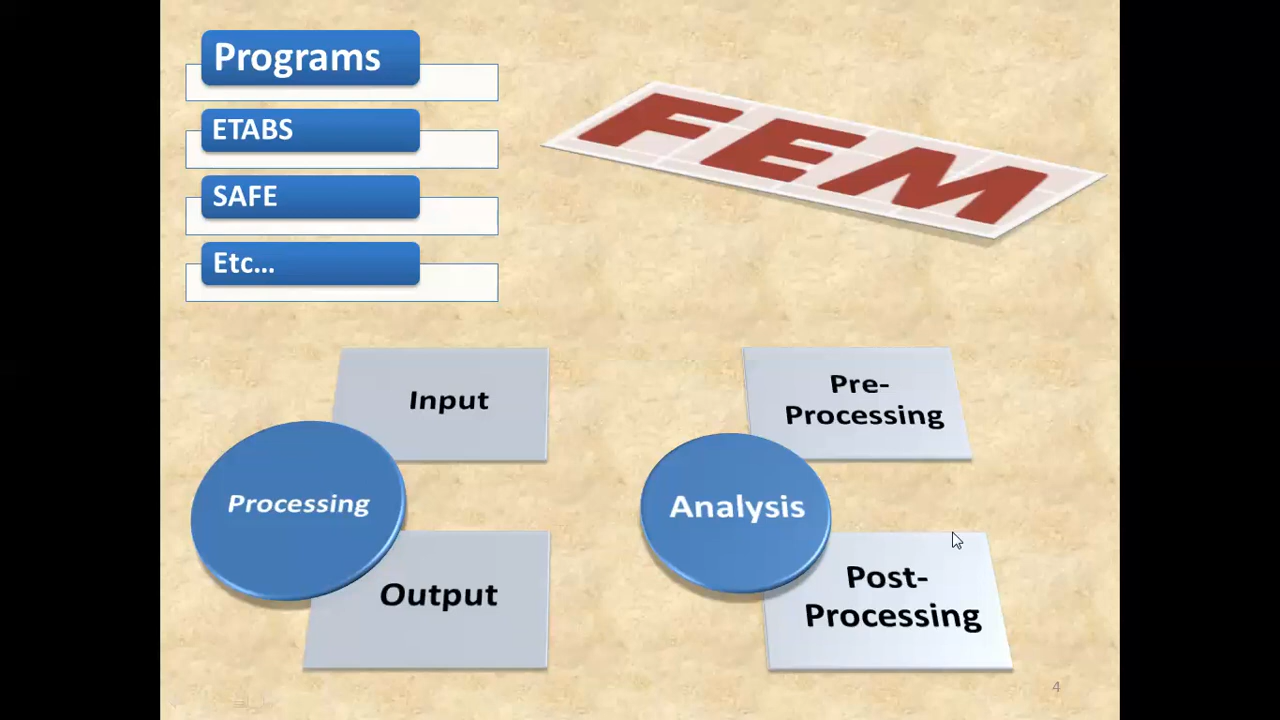 Programs
ETABS
SAFE
Etc...
FEM
Input
Processing
Output
Pre-
Processing
Analysis
Post-
Processing
4